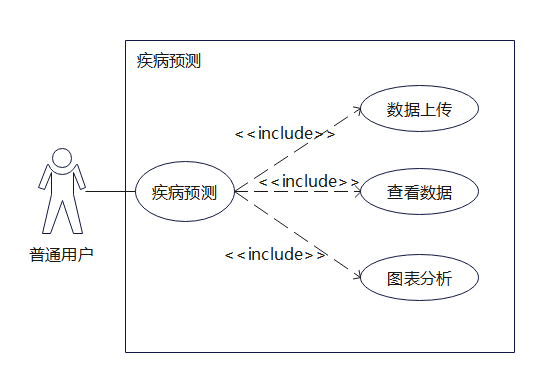 疾病预测
数据上传
<<include>>
疾病预测
<<include>>
查看数据
普通用户
<<include>>
图表分析